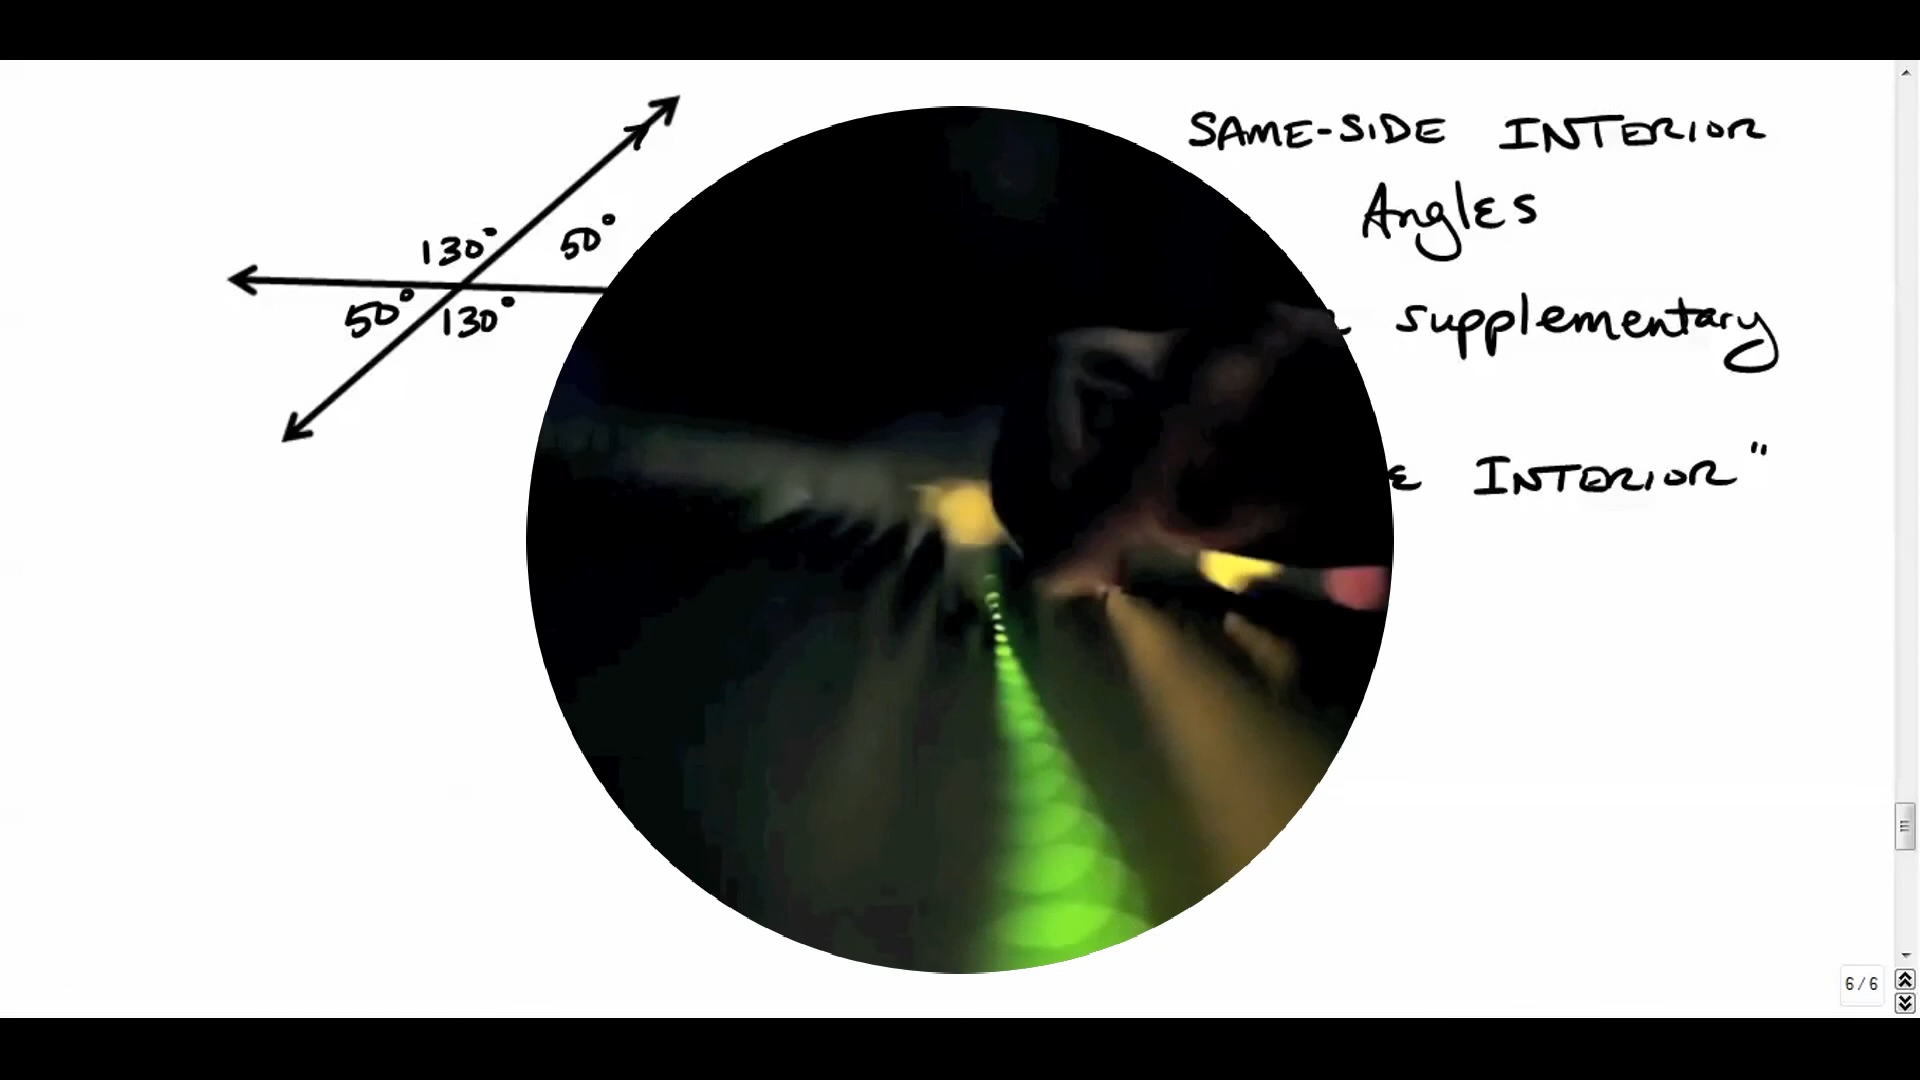 SAME-SIDE INTERIOR
Angles
130° 50°
50° 130°
supplementary
INTERIOR"
6/6